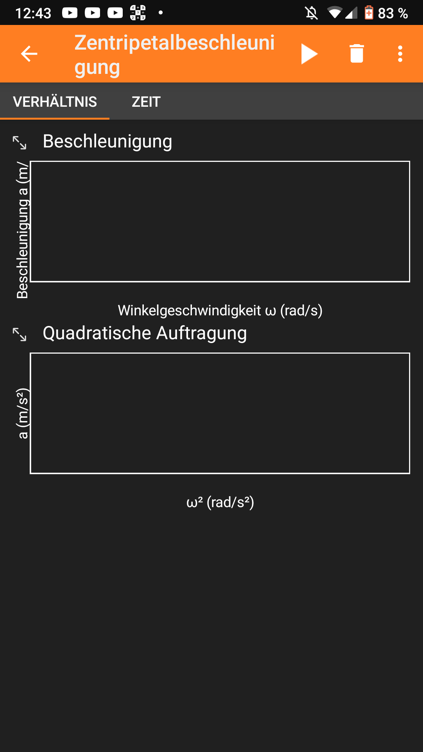 12:43
83 %
Zentripetalbeschleuni
gung
VERHÄLTNIS
ZEIT
Beschleunigung
Beschleunigung a (m/
Winkelgeschwindigkeit ω (rad/s)
Quadratische Auftragung
a (m/s²)
ω² (rad/s²)